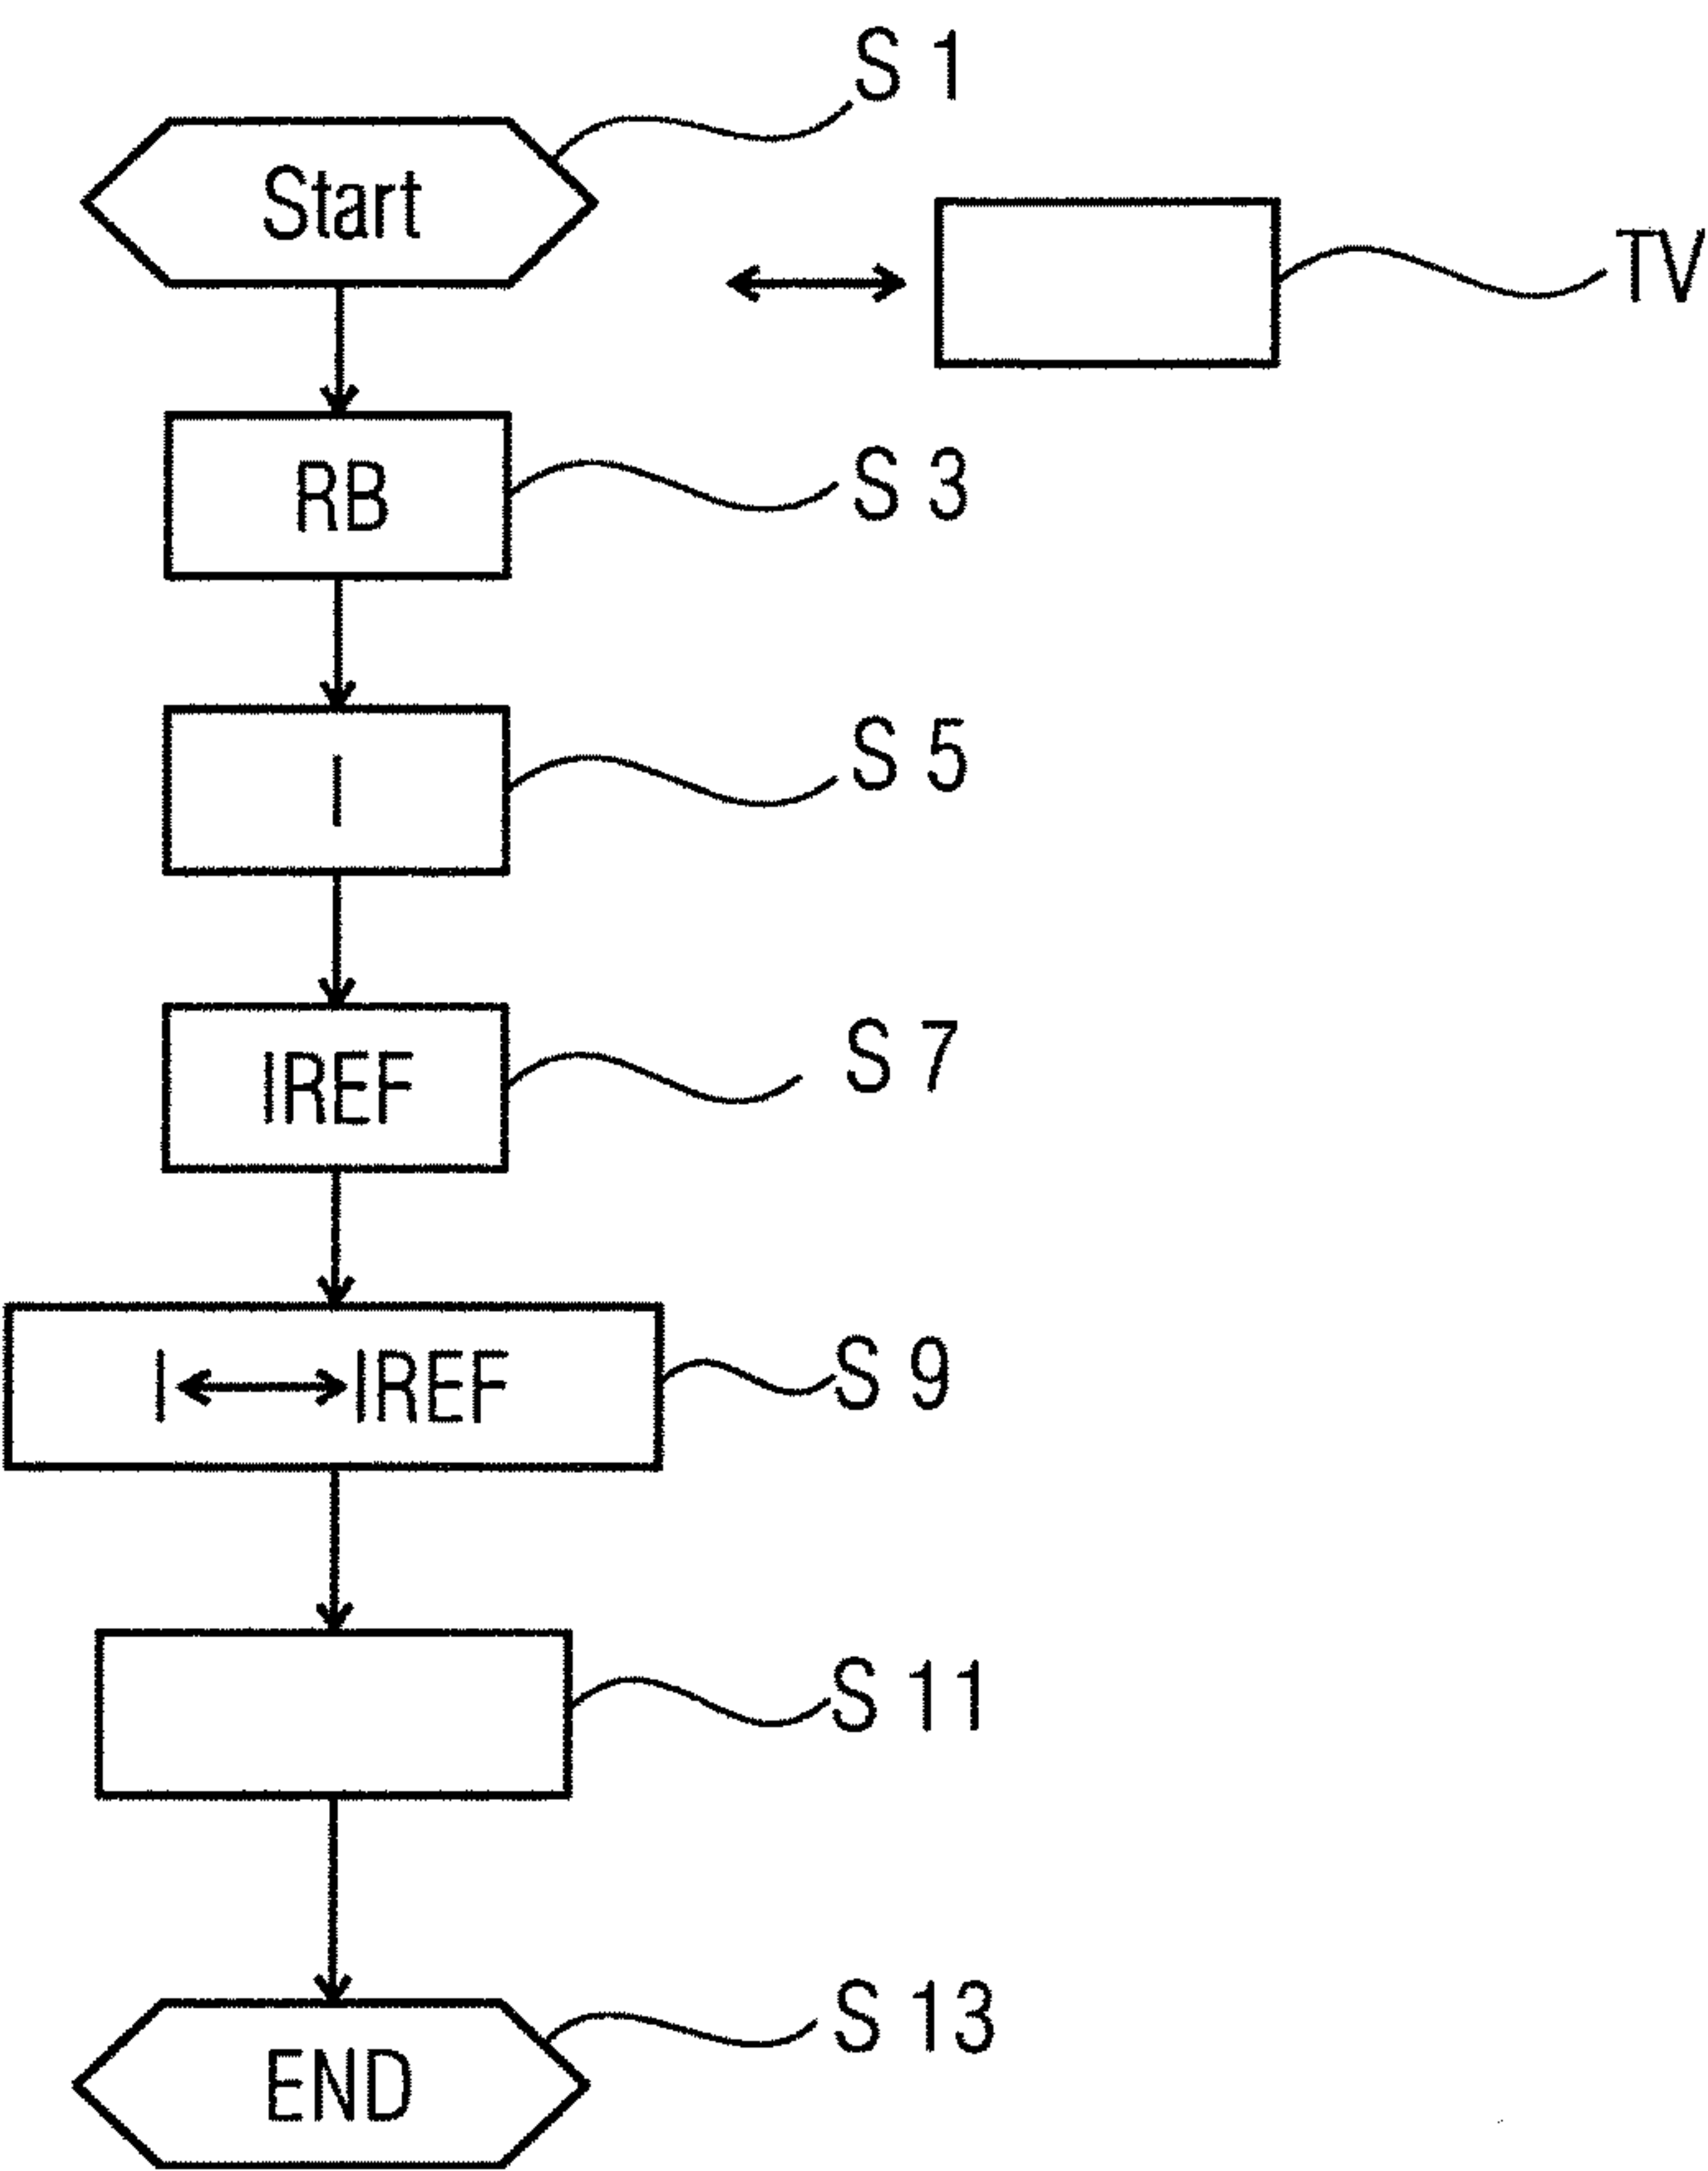 S 1
Start
TV
RB
S 3
I
S 5
IREF
S 7
I IREF
S 9
S 11
S 13
END